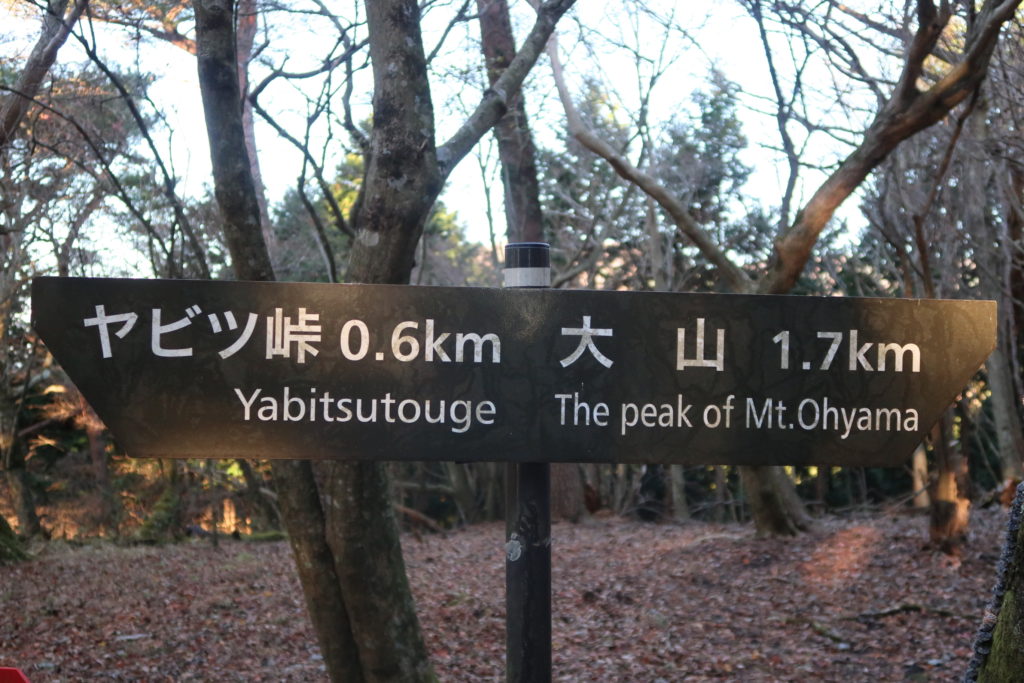 ヤビツ峠 0.6km
Yabitsutouge
大 山 1.7km
The peak of Mt.Ohyama